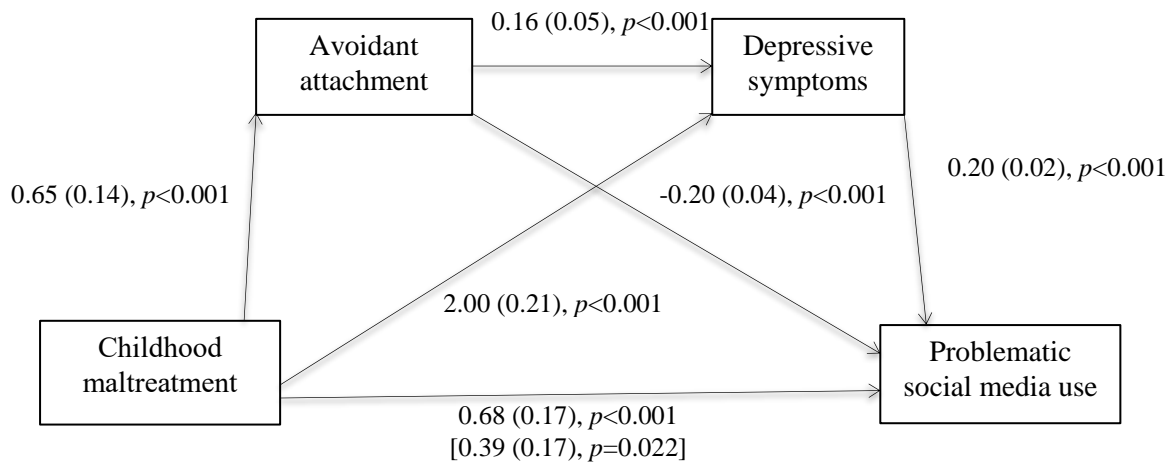 0.16 (0.05), p<0.001
Avoidant
attachment
Depressive
symptoms
0.65 (0.14), p<0.001
-0.20 (0.04), p<0.001
0.20 (0.02), p<0.001
2.00 (0.21), p<0.001
Childhood
maltreatment
Problematic
social media use
0.68 (0.17), p<0.001
[0.39 (0.17), p=0.022]